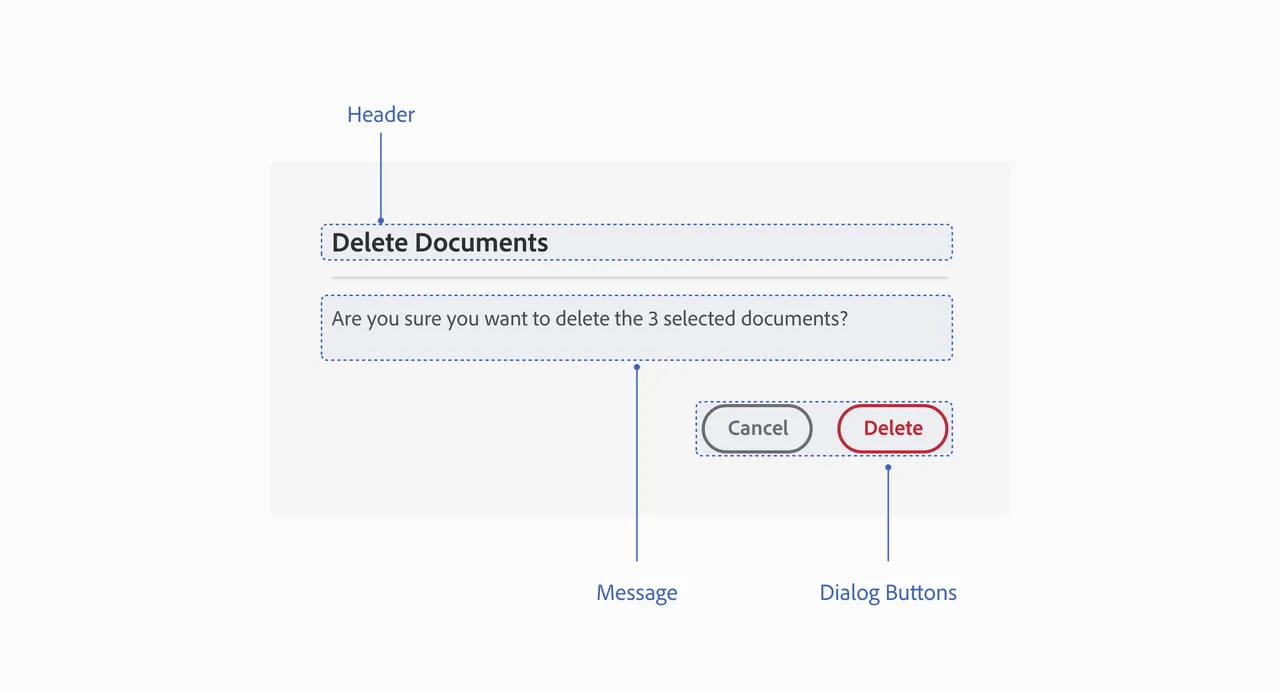 Header
Delete Documents
Are you sure you want to delete the 3 selected documents?
Cancel
Delete
Message
Dialog Buttons